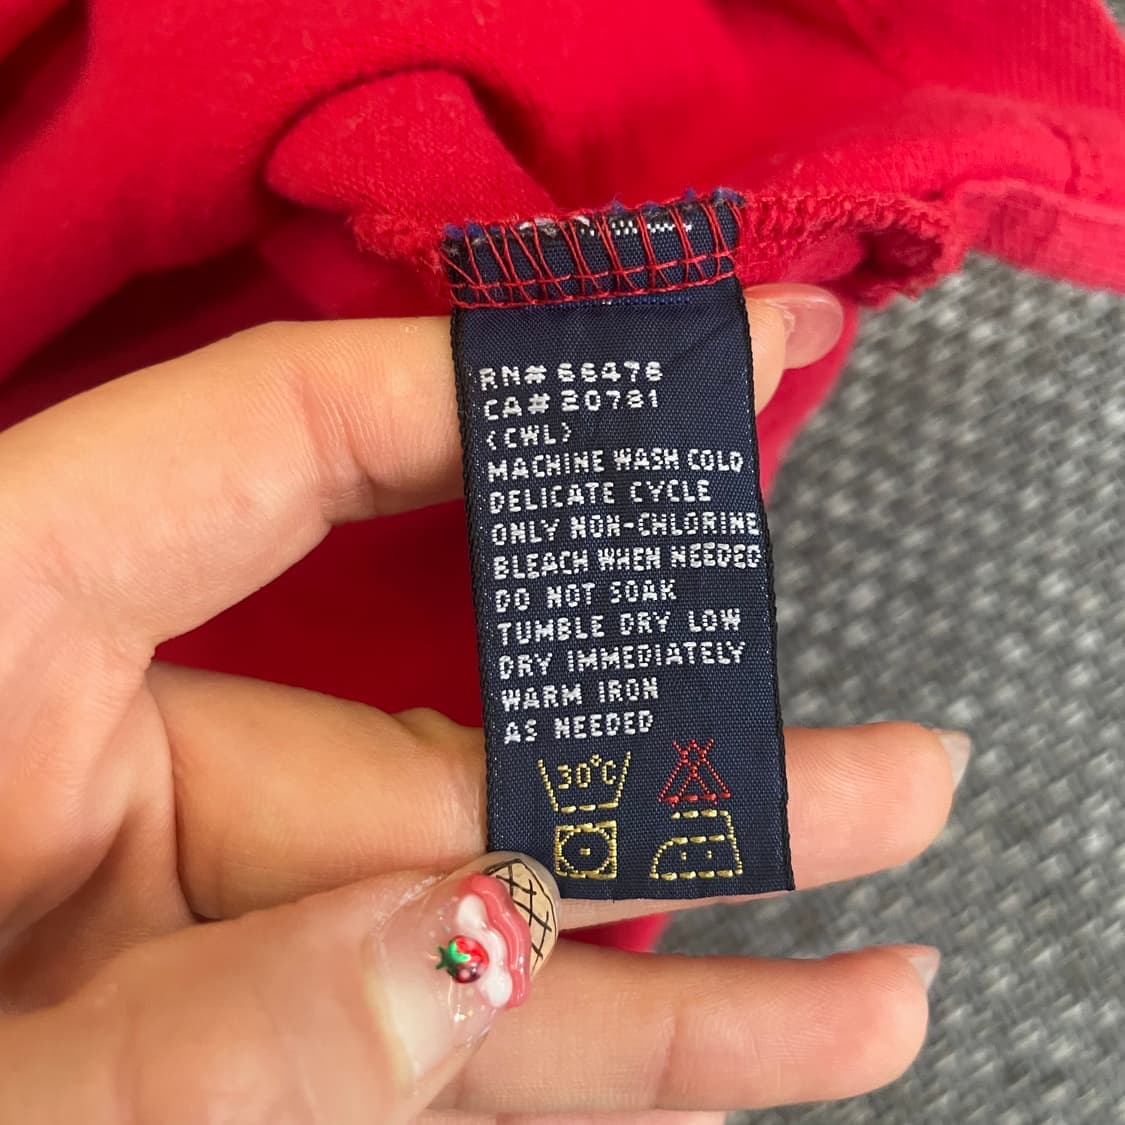 RN# 66476
CA# 20781
(CWL)
MACHINE WASH COLD
DELICATE CYCLE
ONLY NON-CHLORINE
BLEACH WHEN NEEDED
DO NOT SOAK
TUMBLE DRY LOW
DRY IMMEDIATELY
WARM IRON
AS NEEDED
30°C